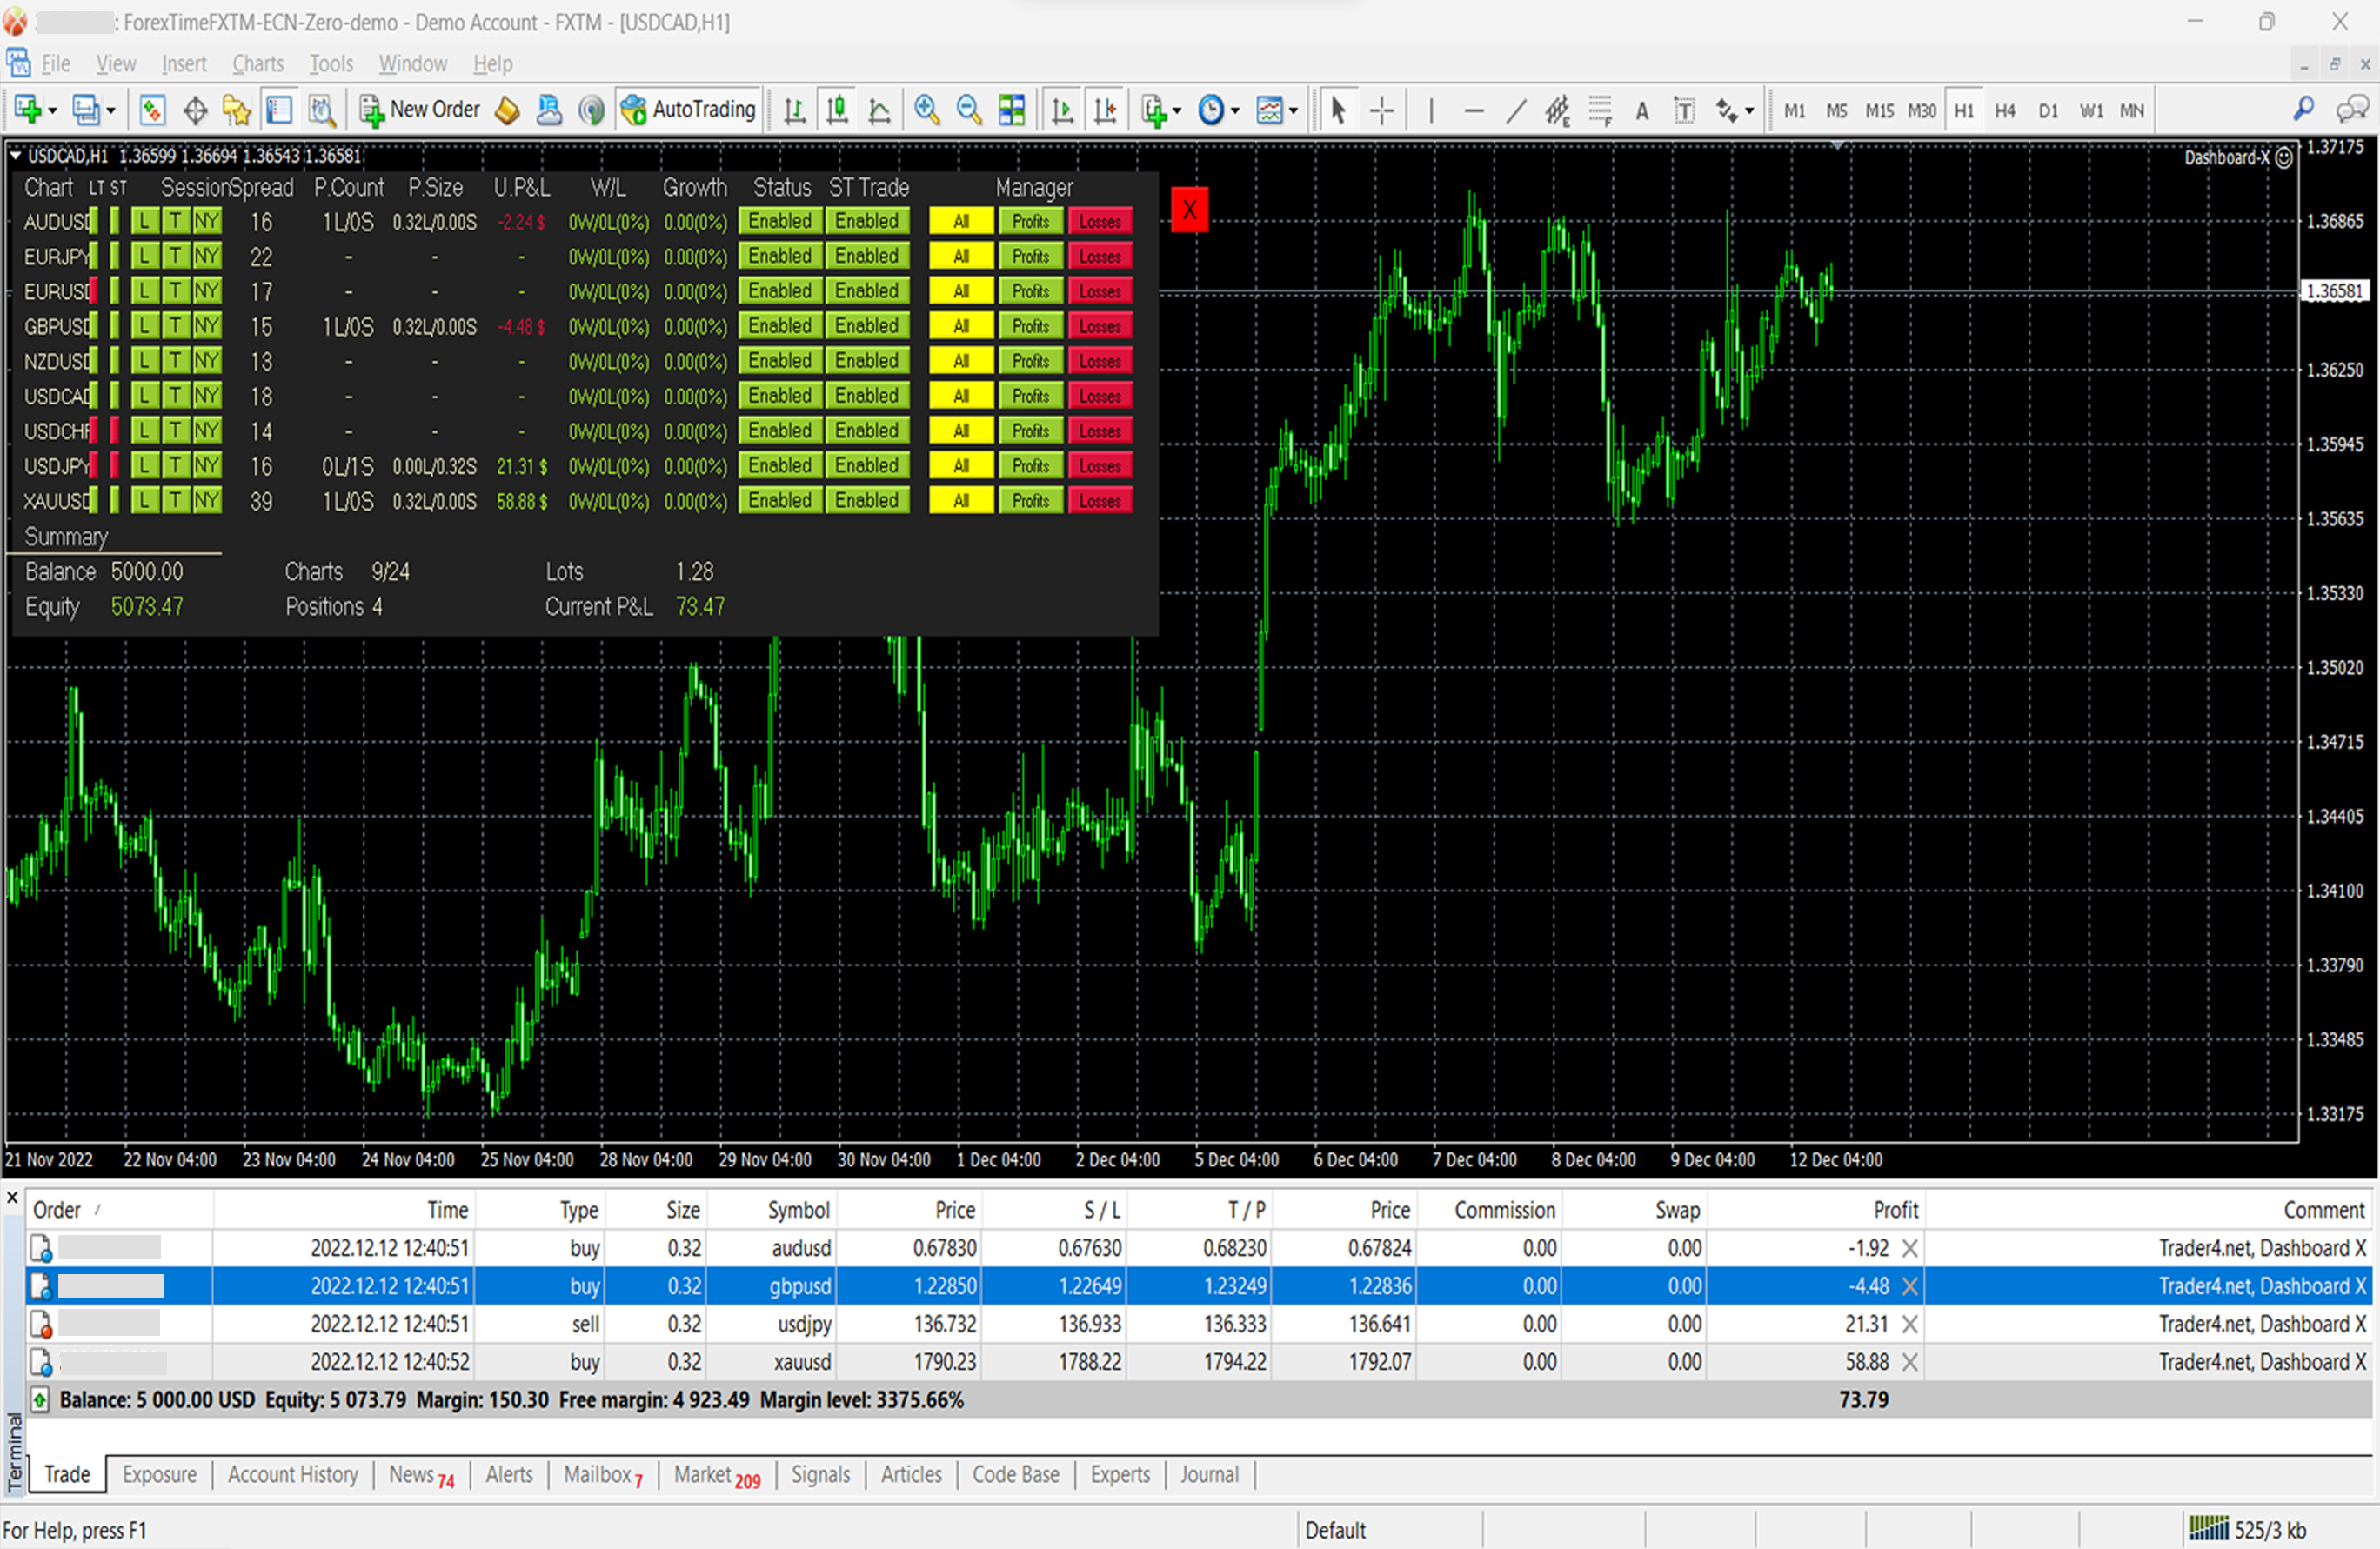 : ForexTimeFXTM-ECN-Zero-demo - Demo Account - FXTM - [USDCAD,H1]
File View Insert Charts Tools Window Help
New Order AutoTrading A T M1 M5 M15 M30 H1 H4 D1 W1 MN
USDCAD,H1 1.36599 1.36694 1.36543 1.36581
Dashboard-X
Chart LT ST Session Spread P.Count P.Size U.P&L W/L Growth Status ST Trade Manager
X
AUDUSD L T NY 16 1L/0S 0.32L/0.00S -2.24 $ 0W/0L(0%) 0.00(0%) Enabled Enabled All Profits Losses
EURJPY L T NY 22 - - - 0W/0L(0%) 0.00(0%) Enabled Enabled All Profits Losses
EURUSD L T NY 17 - - - 0W/0L(0%) 0.00(0%) Enabled Enabled All Profits Losses
GBPUSD L T NY 15 1L/0S 0.32L/0.00S -4.48 $ 0W/0L(0%) 0.00(0%) Enabled Enabled All Profits Losses
NZDUSD L T NY 13 - - - 0W/0L(0%) 0.00(0%) Enabled Enabled All Profits Losses
USDCAD L T NY 18 - - - 0W/0L(0%) 0.00(0%) Enabled Enabled All Profits Losses
USDCHF L T NY 14 - - - 0W/0L(0%) 0.00(0%) Enabled Enabled All Profits Losses
USDJPY L T NY 16 0L/1S 0.00L/0.32S 21.31 $ 0W/0L(0%) 0.00(0%) Enabled Enabled All Profits Losses
XAUUSD L T NY 39 1L/0S 0.32L/0.00S 58.88 $ 0W/0L(0%) 0.00(0%) Enabled Enabled All Profits Losses
Summary
Balance 5000.00 Charts 9/24 Lots 1.28
Equity 5073.47 Positions 4 Current P&L 73.47
1.37175
1.36865
1.36581
1.36250
1.35945
1.35635
1.35330
1.35020
1.34715
1.34405
1.34100
1.33790
1.33485
1.33175
21 Nov 2022 22 Nov 04:00 23 Nov 04:00 24 Nov 04:00 25 Nov 04:00 28 Nov 04:00 29 Nov 04:00 30 Nov 04:00 1 Dec 04:00 2 Dec 04:00 5 Dec 04:00 6 Dec 04:00 7 Dec 04:00 8 Dec 04:00 9 Dec 04:00 12 Dec 04:00
Order / Time Type Size Symbol Price S / L T / P Price Commission Swap Profit Comment
2022.12.12 12:40:51 buy 0.32 audusd 0.67830 0.67630 0.68230 0.67824 0.00 0.00 -1.92 Trader4.net, Dashboard X
2022.12.12 12:40:51 buy 0.32 gbpusd 1.22850 1.22649 1.23249 1.22836 0.00 0.00 -4.48 Trader4.net, Dashboard X
2022.12.12 12:40:51 sell 0.32 usdjpy 136.732 136.933 136.333 136.641 0.00 0.00 21.31 Trader4.net, Dashboard X
2022.12.12 12:40:52 buy 0.32 xauusd 1790.23 1788.22 1794.22 1792.07 0.00 0.00 58.88 Trader4.net, Dashboard X
Balance: 5 000.00 USD Equity: 5 073.79 Margin: 150.30 Free margin: 4 923.49 Margin level: 3375.66% 73.79
Terminal
Trade Exposure Account History News 74 Alerts Mailbox 7 Market 209 Signals Articles Code Base Experts Journal
For Help, press F1 Default 525/3 kb